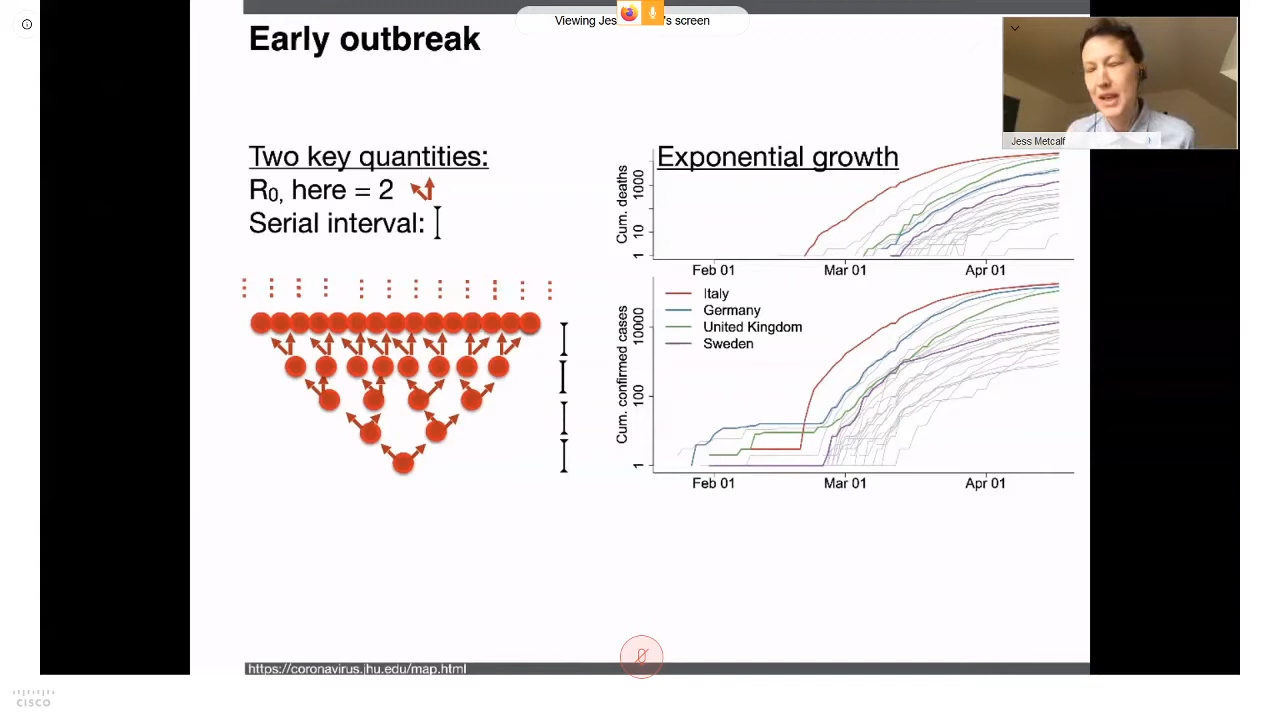 Viewing Jes 's screen
Early outbreak
Jess Metcalf
Two key quantities:
R0, here = 2
Serial interval:
Exponential growth
Cum. deaths
1000
10
1
Feb 01
Mar 01
Apr 01
Italy
Germany
United Kingdom
Sweden
Cum. confirmed cases
10000
100
1
Feb 01
Mar 01
Apr 01
https://coronavirus.jhu.edu/map.html
CISCO